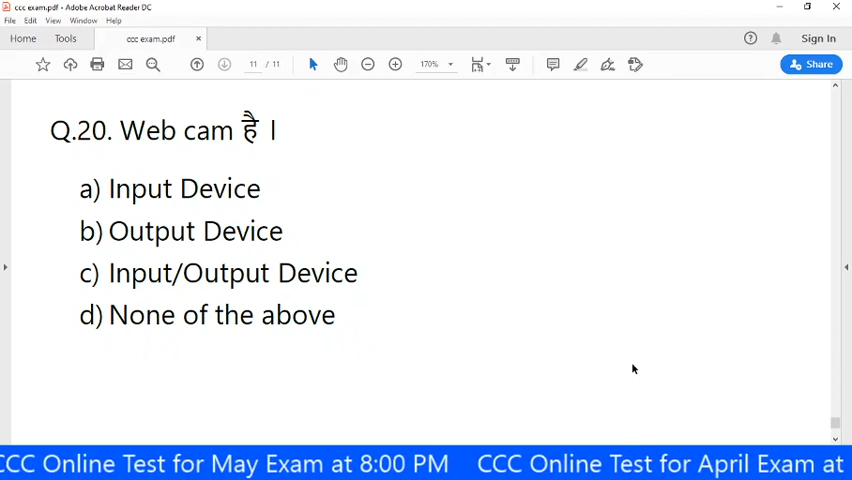 ccc exam.pdf - Adobe Acrobat Reader DC
File Edit View Window Help
Home Tools ccc exam.pdf × Sign In
11 / 11 170% Share
Q.20. Web cam है ।
a) Input Device
b) Output Device
c) Input/Output Device
d) None of the above
CCC Online Test for May Exam at 8:00 PM CCC Online Test for April Exam at